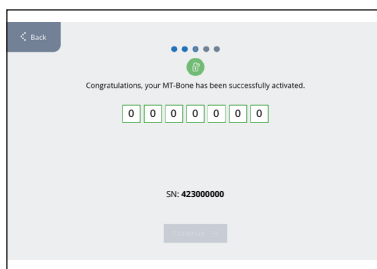 Back
Congratulations, your MT-Bone has been successfully activated.
0 0 0 0 0 0 0
SN: 423000000